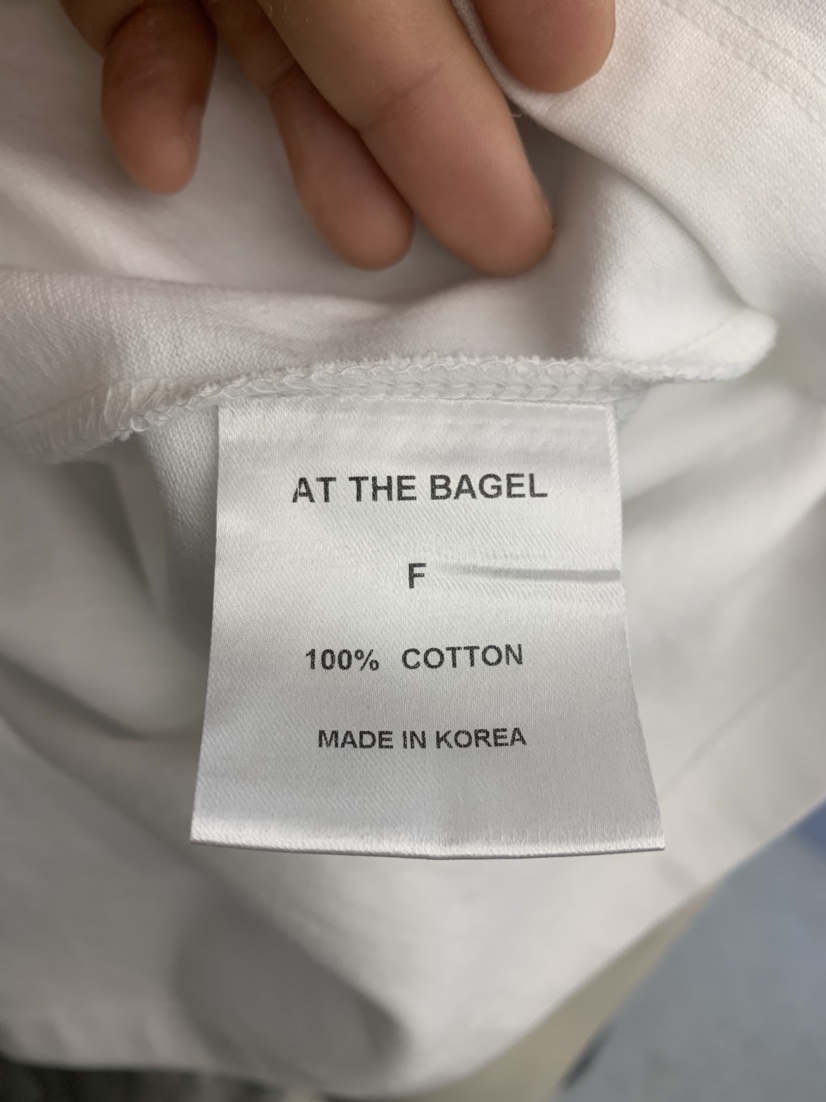 AT THE BAGEL
F
100% COTTON
MADE IN KOREA